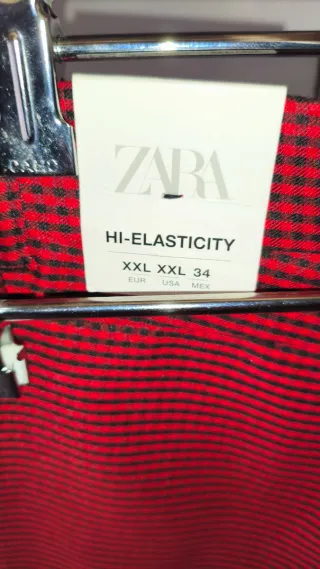 ZARA
HI-ELASTICITY
XXL XXL 34
EUR USA MEX